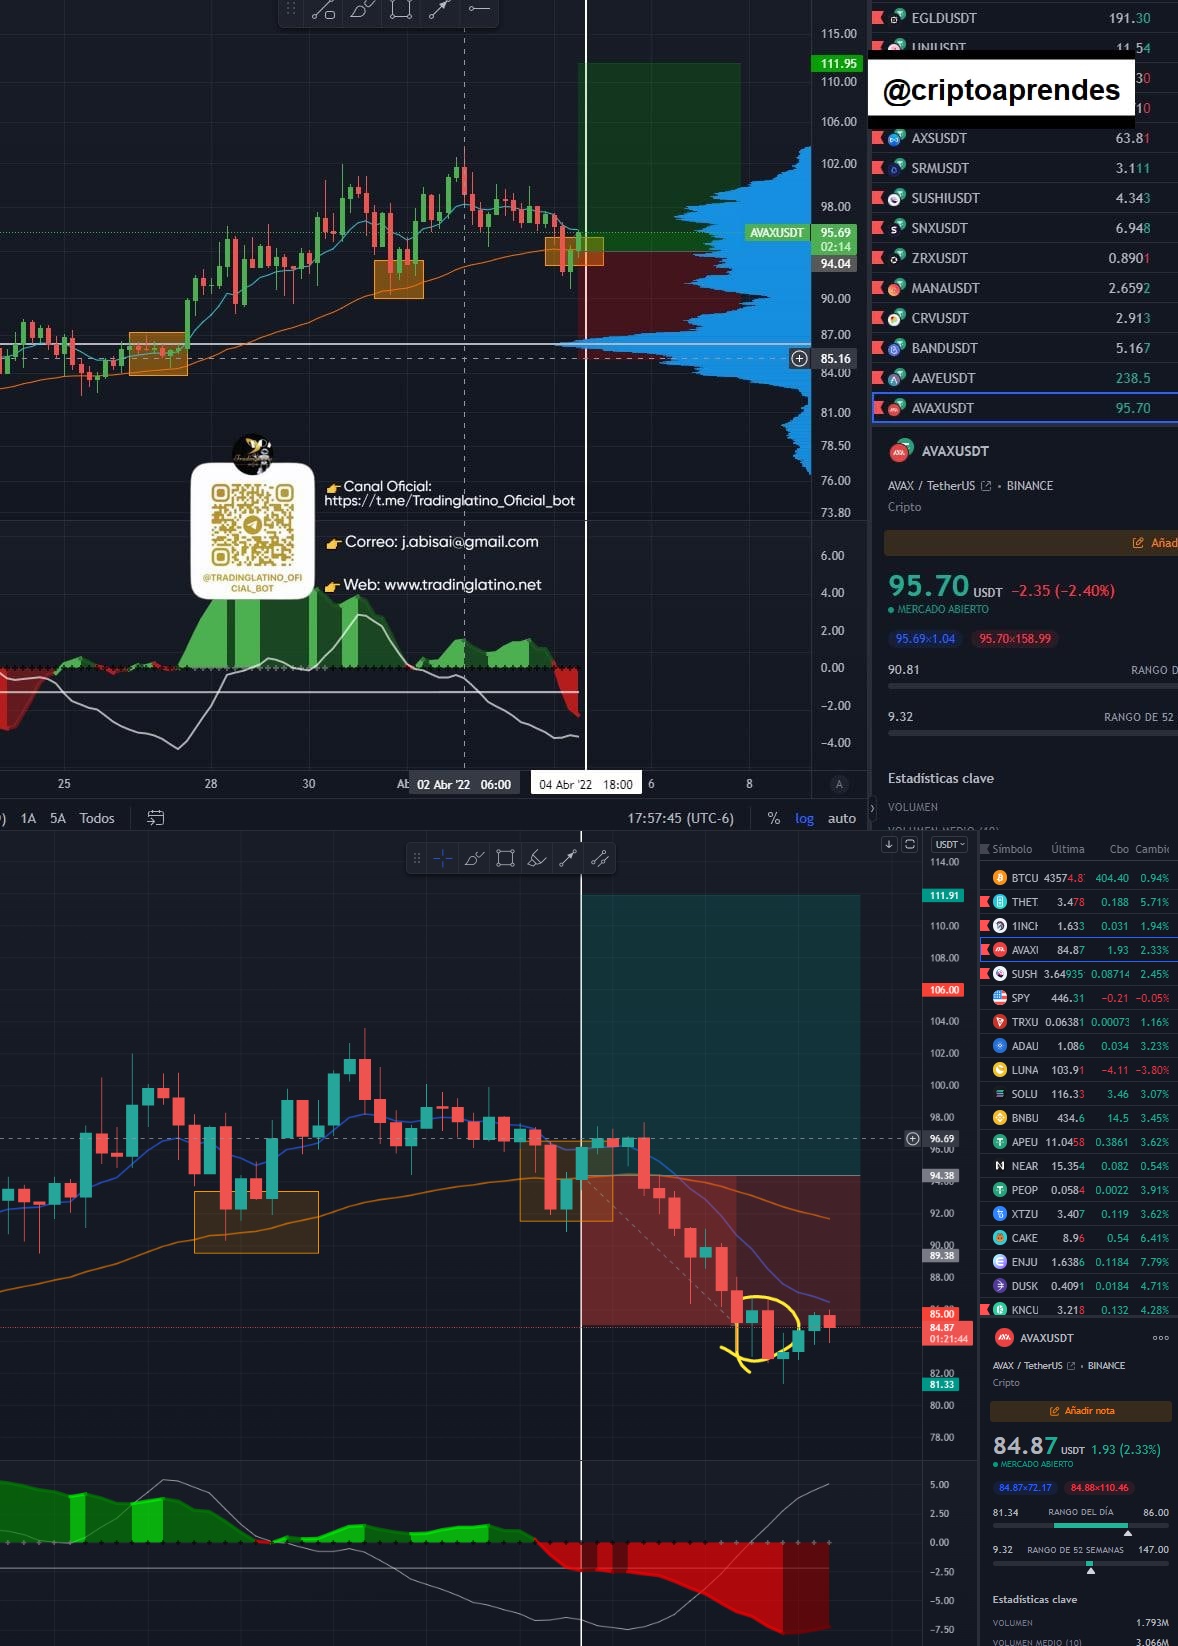 115.00
111.95
110.00
106.00
102.00
98.00
AVAXUSDT 95.69
02:14
94.04
90.00
87.00
85.16
84.00
81.00
78.50
76.00
73.80
6.00
4.00
2.00
0.00
−2.00
−4.00
EGLDUSDT 191.30
UNIUSDT 11.54
@criptoaprendes
AXSUSDT 63.81
SRMUSDT 3.111
SUSHIUSDT 4.343
SNXUSDT 6.948
ZRXUSDT 0.8901
MANAUSDT 2.6592
CRVUSDT 2.913
BANDUSDT 5.167
AAVEUSDT 238.5
AVAXUSDT 95.70
AVAXUSDT
AVAX / TetherUS • BINANCE
Cripto
Añad
95.70 USDT −2.35 (−2.40%)
MERCADO ABIERTO
95.69×1.04 95.70×158.99
90.81 RANGO D
9.32 RANGO DE 52
Estadísticas clave
VOLUMEN
VOLUMEN MEDIO (10)
Canal Oficial:
https://t.me/Tradinglatino_Oficial_bot
Correo: j.abisai@gmail.com
Web: www.tradinglatino.net
@TRADINGLATINO_OFI
CIAL_BOT
25 28 30 Ab 02 Abr '22 06:00 04 Abr '22 18:00 6 8 A
) 1A 5A Todos 17:57:45 (UTC-6) % log auto
USDT
114.00
111.91
110.00
108.00
106.00
104.00
102.00
100.00
98.00
96.69
96.00
94.38
94.00
92.00
90.00
89.38
88.00
85.00
84.87
01:21:44
82.00
81.33
80.00
78.00
5.00
2.50
0.00
−2.50
−5.00
−7.50
Símbolo Última Cbo Cambio
BTCU 43574.8 404.40 0.94%
THET 3.478 0.188 5.71%
1INCH 1.633 0.031 1.94%
AVAXI 84.87 1.93 2.33%
SUSH 3.64935 0.08714 2.45%
SPY 446.31 −0.21 −0.05%
TRXU 0.06381 0.00073 1.16%
ADAU 1.086 0.034 3.23%
LUNA 103.91 −4.11 −3.80%
SOLU 116.33 3.46 3.07%
BNBU 434.6 14.5 3.45%
APEU 11.0458 0.3861 3.62%
NEAR 15.354 0.082 0.54%
PEOP 0.0584 0.0022 3.91%
XTZU 3.407 0.119 3.62%
CAKE 8.96 0.54 6.41%
ENJU 1.6386 0.1184 7.79%
DUSK 0.4091 0.0184 4.71%
KNCU 3.218 0.132 4.28%
AVAXUSDT
AVAX / TetherUS • BINANCE
Cripto
Añadir nota
84.87 USDT 1.93 (2.33%)
MERCADO ABIERTO
84.87×72.17 84.88×110.46
81.34 RANGO DEL DÍA 86.00
9.32 RANGO DE 52 SEMANAS 147.00
Estadísticas clave
VOLUMEN 1.793M
VOLUMEN MEDIO (10) 3.066M